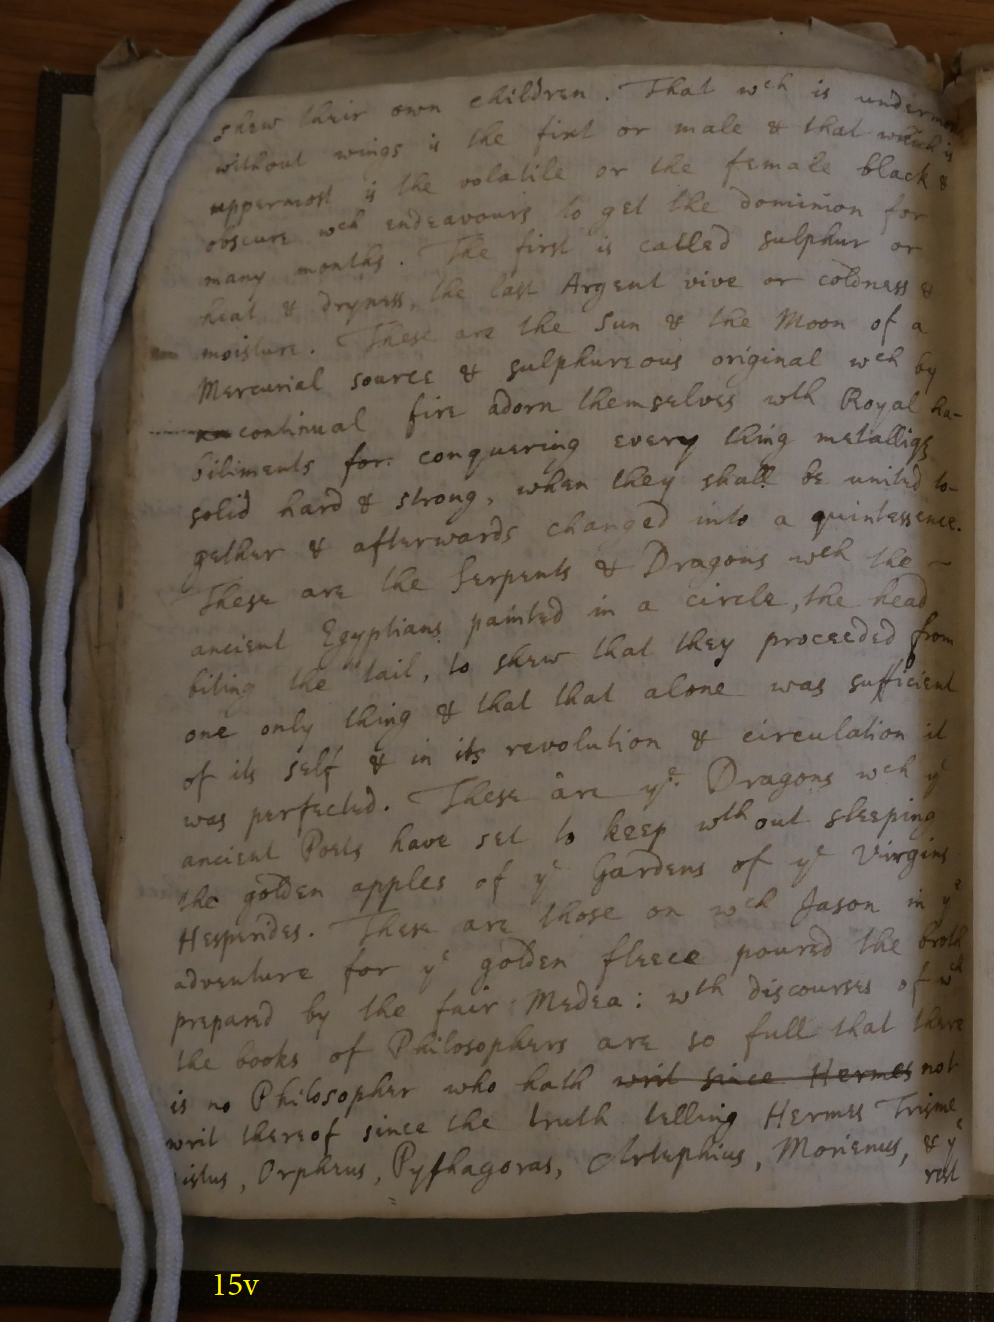 shew their own children. That wch is undermost
without wings is the fixt or male & that which is
uppermost is the volatile or the female black &
obscure wch endeavours to get the dominion for
many months. The first is called sulphur or
heat & dryness, the last Argent vive or coldness &
moisture. These are the Sun & the Moon of a
Mercurial source & sulphureous original wch by
continual fire adorn themselves wth Royal ha-
biliments for conquering every thing metallique
solid hard & strong, when they shall be united to-
gether & afterwards changed into a quintessence.
These are the Serpents & Dragons wch the ~
ancient Egyptians painted in a circle, the head
biting the tail, to shew that they proceeded from
one only thing & that that alone was sufficient
of its self & in its revolution & circulation it
was perfected. These are ye Dragons wch ye
ancient Poets have set to keep wthout sleeping
the golden apples of ye Gardens of ye Virgins
Hesperides. These are those on wch Jason in ye
adventure for ye golden fleece poured the broth
prepared by the fair Medea: wth discourses of wch
the books of Philosophers are so full that there
is no Philosopher who hath writ since Hermes not
writ thereof since the truth telling Hermes Trisme
istus, Orpheus, Pythagoras, Artephius, Morienus, & ye
rest
15v